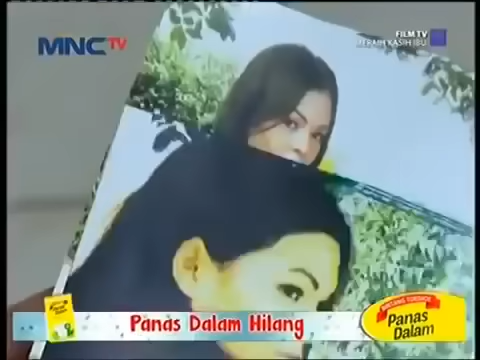 MNCTV
FILM TV
MERAIH KASIH IBU
Panas Dalam Hilang
Panas
Dalam